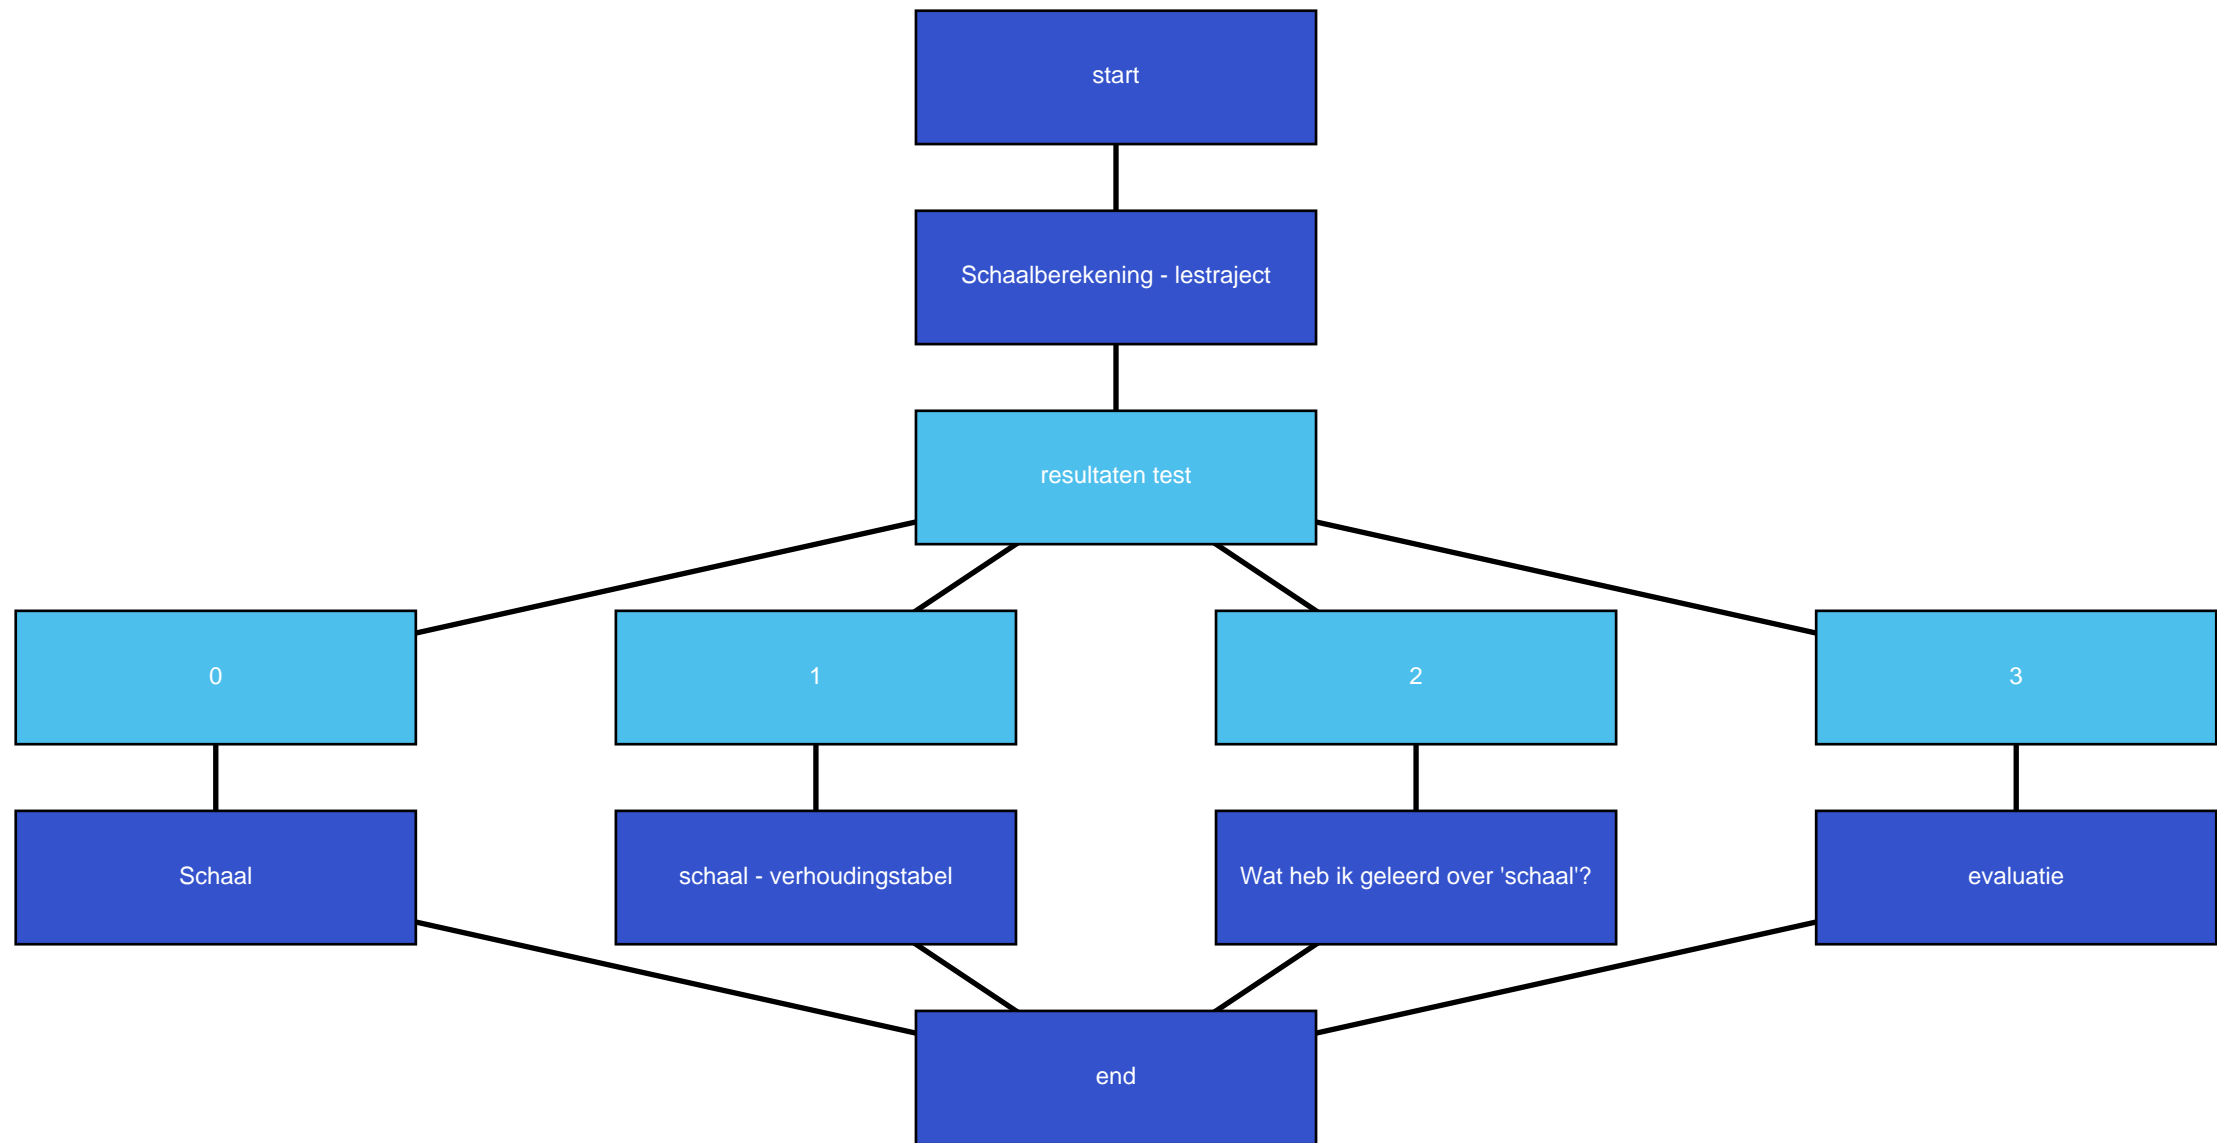 start
Schaalberekening - lestraject
resultaten test
0
1
2
3
Schaal
schaal - verhoudingstabel
Wat heb ik geleerd over 'schaal'?
evaluatie
end